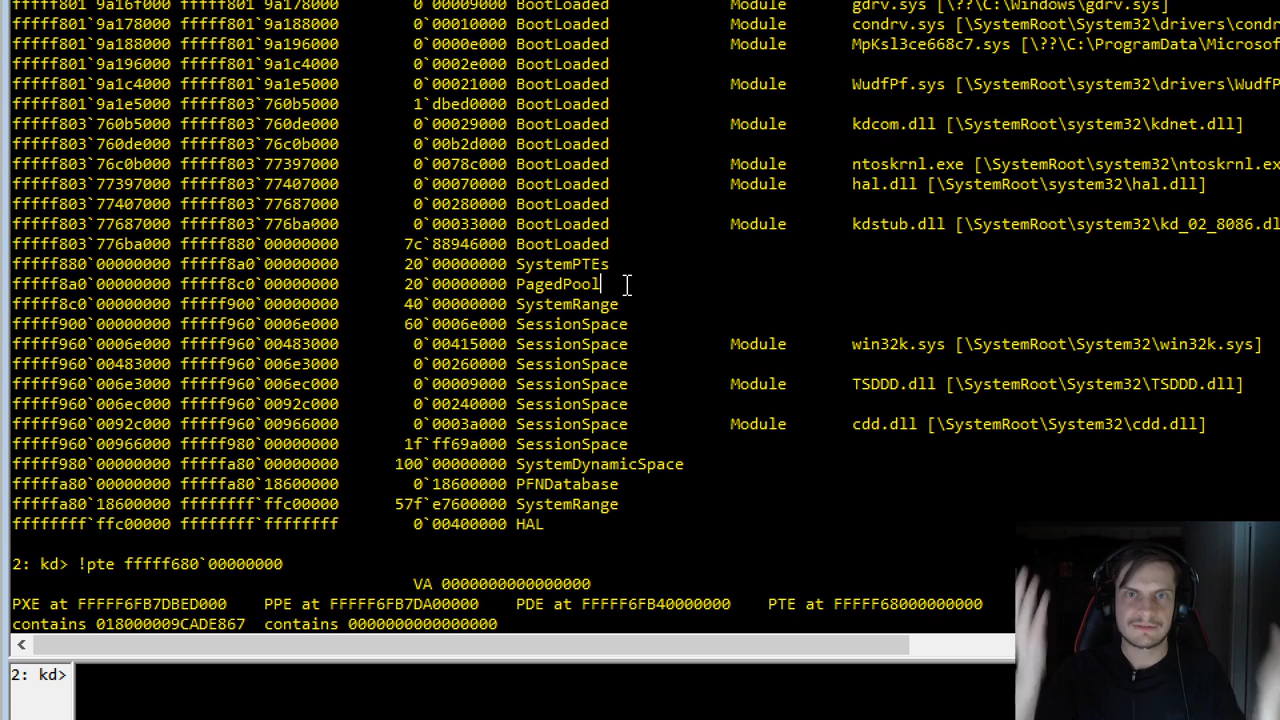 fffff801`9a16f000 fffff801`9a178000 0`00009000 BootLoaded Module gdrv.sys [\??\C:\Windows\gdrv.sys]
fffff801`9a178000 fffff801`9a188000 0`00010000 BootLoaded Module condrv.sys [\SystemRoot\System32\drivers\condr
fffff801`9a188000 fffff801`9a196000 0`0000e000 BootLoaded Module MpKsl3ce668c7.sys [\??\C:\ProgramData\Microsof
fffff801`9a196000 fffff801`9a1c4000 0`0002e000 BootLoaded
fffff801`9a1c4000 fffff801`9a1e5000 0`00021000 BootLoaded Module WudfPf.sys [\SystemRoot\system32\drivers\WudfP
fffff801`9a1e5000 fffff803`760b5000 1`dbed0000 BootLoaded
fffff803`760b5000 fffff803`760de000 0`00029000 BootLoaded Module kdcom.dll [\SystemRoot\system32\kdnet.dll]
fffff803`760de000 fffff803`76c0b000 0`00b2d000 BootLoaded
fffff803`76c0b000 fffff803`77397000 0`0078c000 BootLoaded Module ntoskrnl.exe [\SystemRoot\system32\ntoskrnl.ex
fffff803`77397000 fffff803`77407000 0`00070000 BootLoaded Module hal.dll [\SystemRoot\system32\hal.dll]
fffff803`77407000 fffff803`77687000 0`00280000 BootLoaded
fffff803`77687000 fffff803`776ba000 0`00033000 BootLoaded Module kdstub.dll [\SystemRoot\system32\kd_02_8086.dl
fffff803`776ba000 fffff880`00000000 7c`88946000 BootLoaded
fffff880`00000000 fffff8a0`00000000 20`00000000 SystemPTEs
fffff8a0`00000000 fffff8c0`00000000 20`00000000 PagedPool
fffff8c0`00000000 fffff900`00000000 40`00000000 SystemRange
fffff900`00000000 fffff960`0006e000 60`0006e000 SessionSpace
fffff960`0006e000 fffff960`00483000 0`00415000 SessionSpace Module win32k.sys [\SystemRoot\System32\win32k.sys]
fffff960`00483000 fffff960`006e3000 0`00260000 SessionSpace
fffff960`006e3000 fffff960`006ec000 0`00009000 SessionSpace Module TSDDD.dll [\SystemRoot\System32\TSDDD.dll]
fffff960`006ec000 fffff960`0092c000 0`00240000 SessionSpace
fffff960`0092c000 fffff960`00966000 0`0003a000 SessionSpace Module cdd.dll [\SystemRoot\System32\cdd.dll]
fffff960`00966000 fffff980`00000000 1f`ff69a000 SessionSpace
fffff980`00000000 fffffa80`00000000 100`00000000 SystemDynamicSpace
fffffa80`00000000 fffffa80`18600000 0`18600000 PFNDatabase
fffffa80`18600000 ffffffff`ffc00000 57f`e7600000 SystemRange
ffffffff`ffc00000 ffffffff`ffffffff 0`00400000 HAL
2: kd> !pte fffff680`00000000
VA 0000000000000000
PXE at FFFFF6FB7DBED000 PPE at FFFFF6FB7DA00000 PDE at FFFFF6FB40000000 PTE at FFFFF68000000000
contains 018000009CADE867 contains 0000000000000000
2: kd>